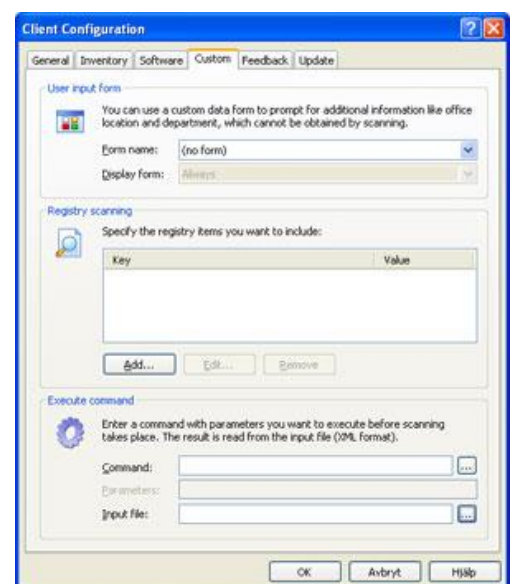 Client Configuration
General Inventory Software Custom Feedback Update
User input form
You can use a custom data form to prompt for additional information like office
location and department, which cannot be obtained by scanning.
Form name: (no form)
Display form: Always
Registry scanning
Specify the registry items you want to include:
Key Value
Add... Edit... Remove
Execute command
Enter a command with parameters you want to execute before scanning
takes place. The result is read from the input file (XML format).
Command: ...
Parameters:
Input file: ...
OK Avbryt Hjälp